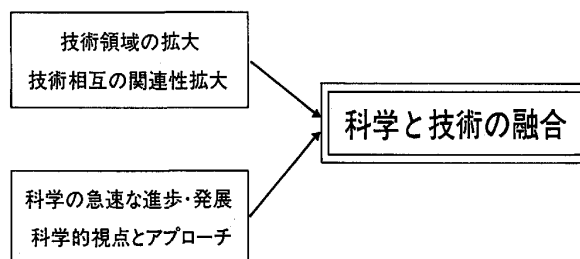 技術領域の拡大
技術相互の関連性拡大
科学と技術の融合
科学の急速な進歩・発展
科学的視点とアプローチ